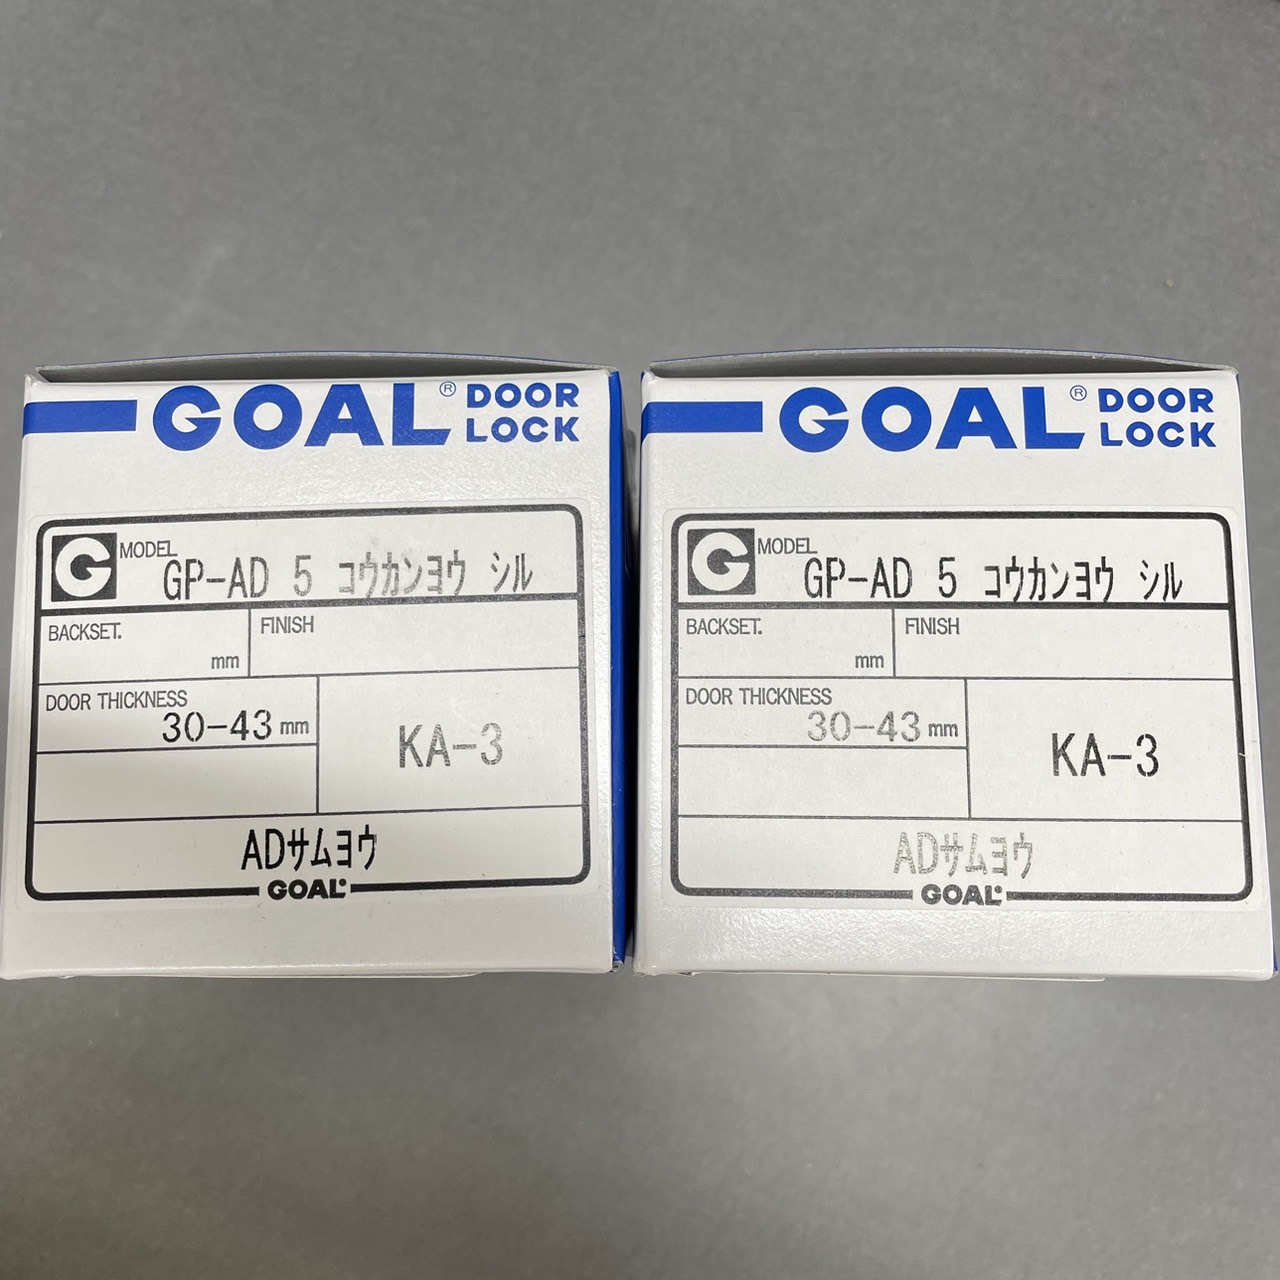 GOAL® DOOR LOCK
G MODEL GP-AD 5 コウカンヨウ シル
BACKSET. mm FINISH
DOOR THICKNESS 30-43 mm
KA-3
ADサムヨウ
GOAL®
GOAL® DOOR LOCK
G MODEL GP-AD 5 コウカンヨウ シル
BACKSET. mm FINISH
DOOR THICKNESS 30-43 mm
KA-3
ADサムヨウ
GOAL®